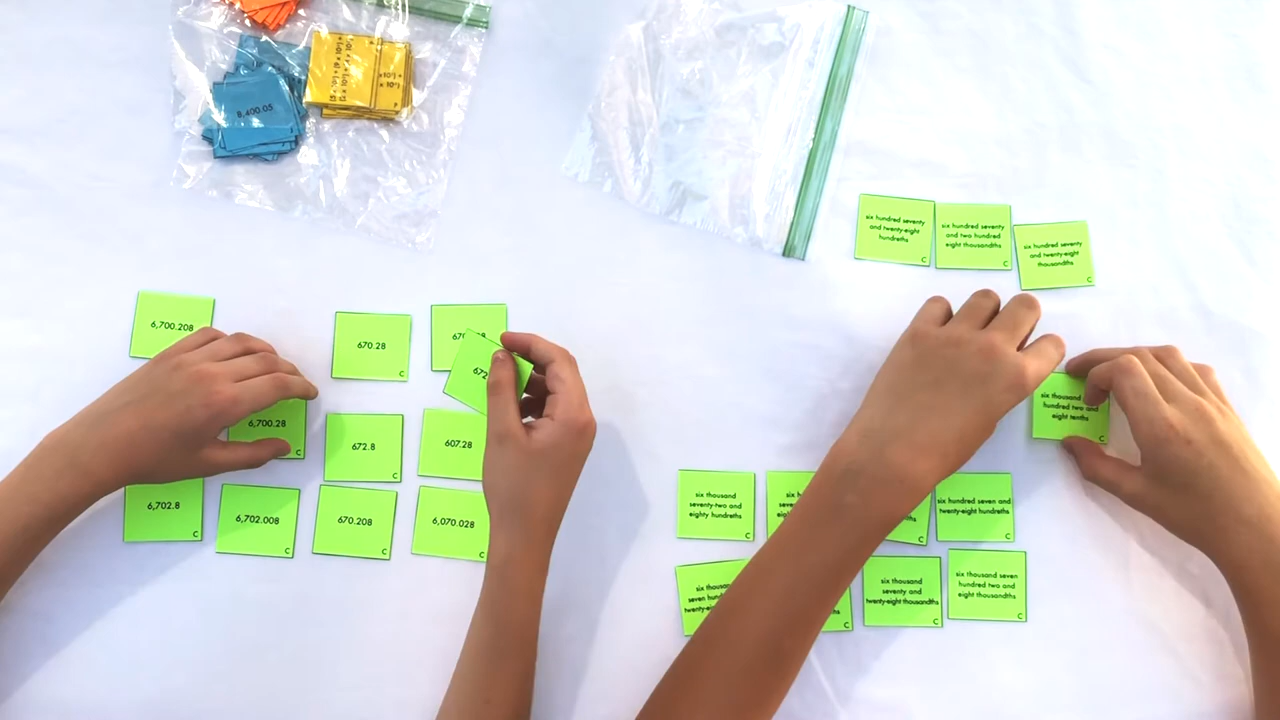 8,400.05
six hundred seventy
and twenty-eight
hundreths
C
six hundred seventy
and two hundred
eight thousandths
C
six hundred seventy
and twenty-eight
thousandths
C
6,700.208
670.28
C
672
6,700.28
C
672.8
C
607.28
6,702.8
C
6,702.008
C
670.208
C
6,070.028
C
six thousand
hundred two and
eight tenths
C
six thousand
seventy-two and
eighty hundreths
C
C
six hundred seven and
twenty-eight hundreths
C
six thousand
seven
C
six thousand
seventy and
twenty-eight thousandths
C
six thousand seven
hundred two and
eight thousandths
C